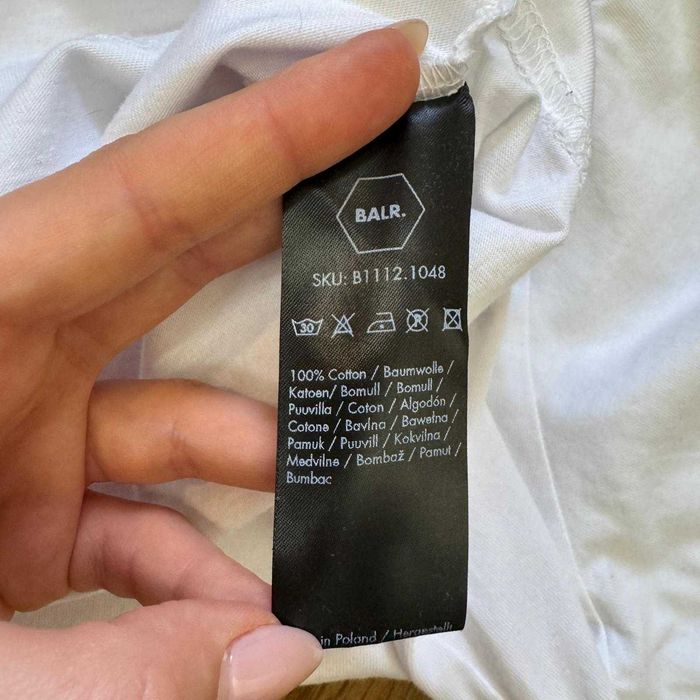 BALR.
SKU: B1112.1048
30
100% Cotton / Baumwolle /
Katoen/ Bomull / Bomull /
Puuvilla / Coton / Algodón /
Cotone / Bavlna / Bawełna /
Pamuk / Puuvill / Kokvilna /
Medvilne / Bombaž / Pamut /
Bumbac
in Poland / Hergestellt